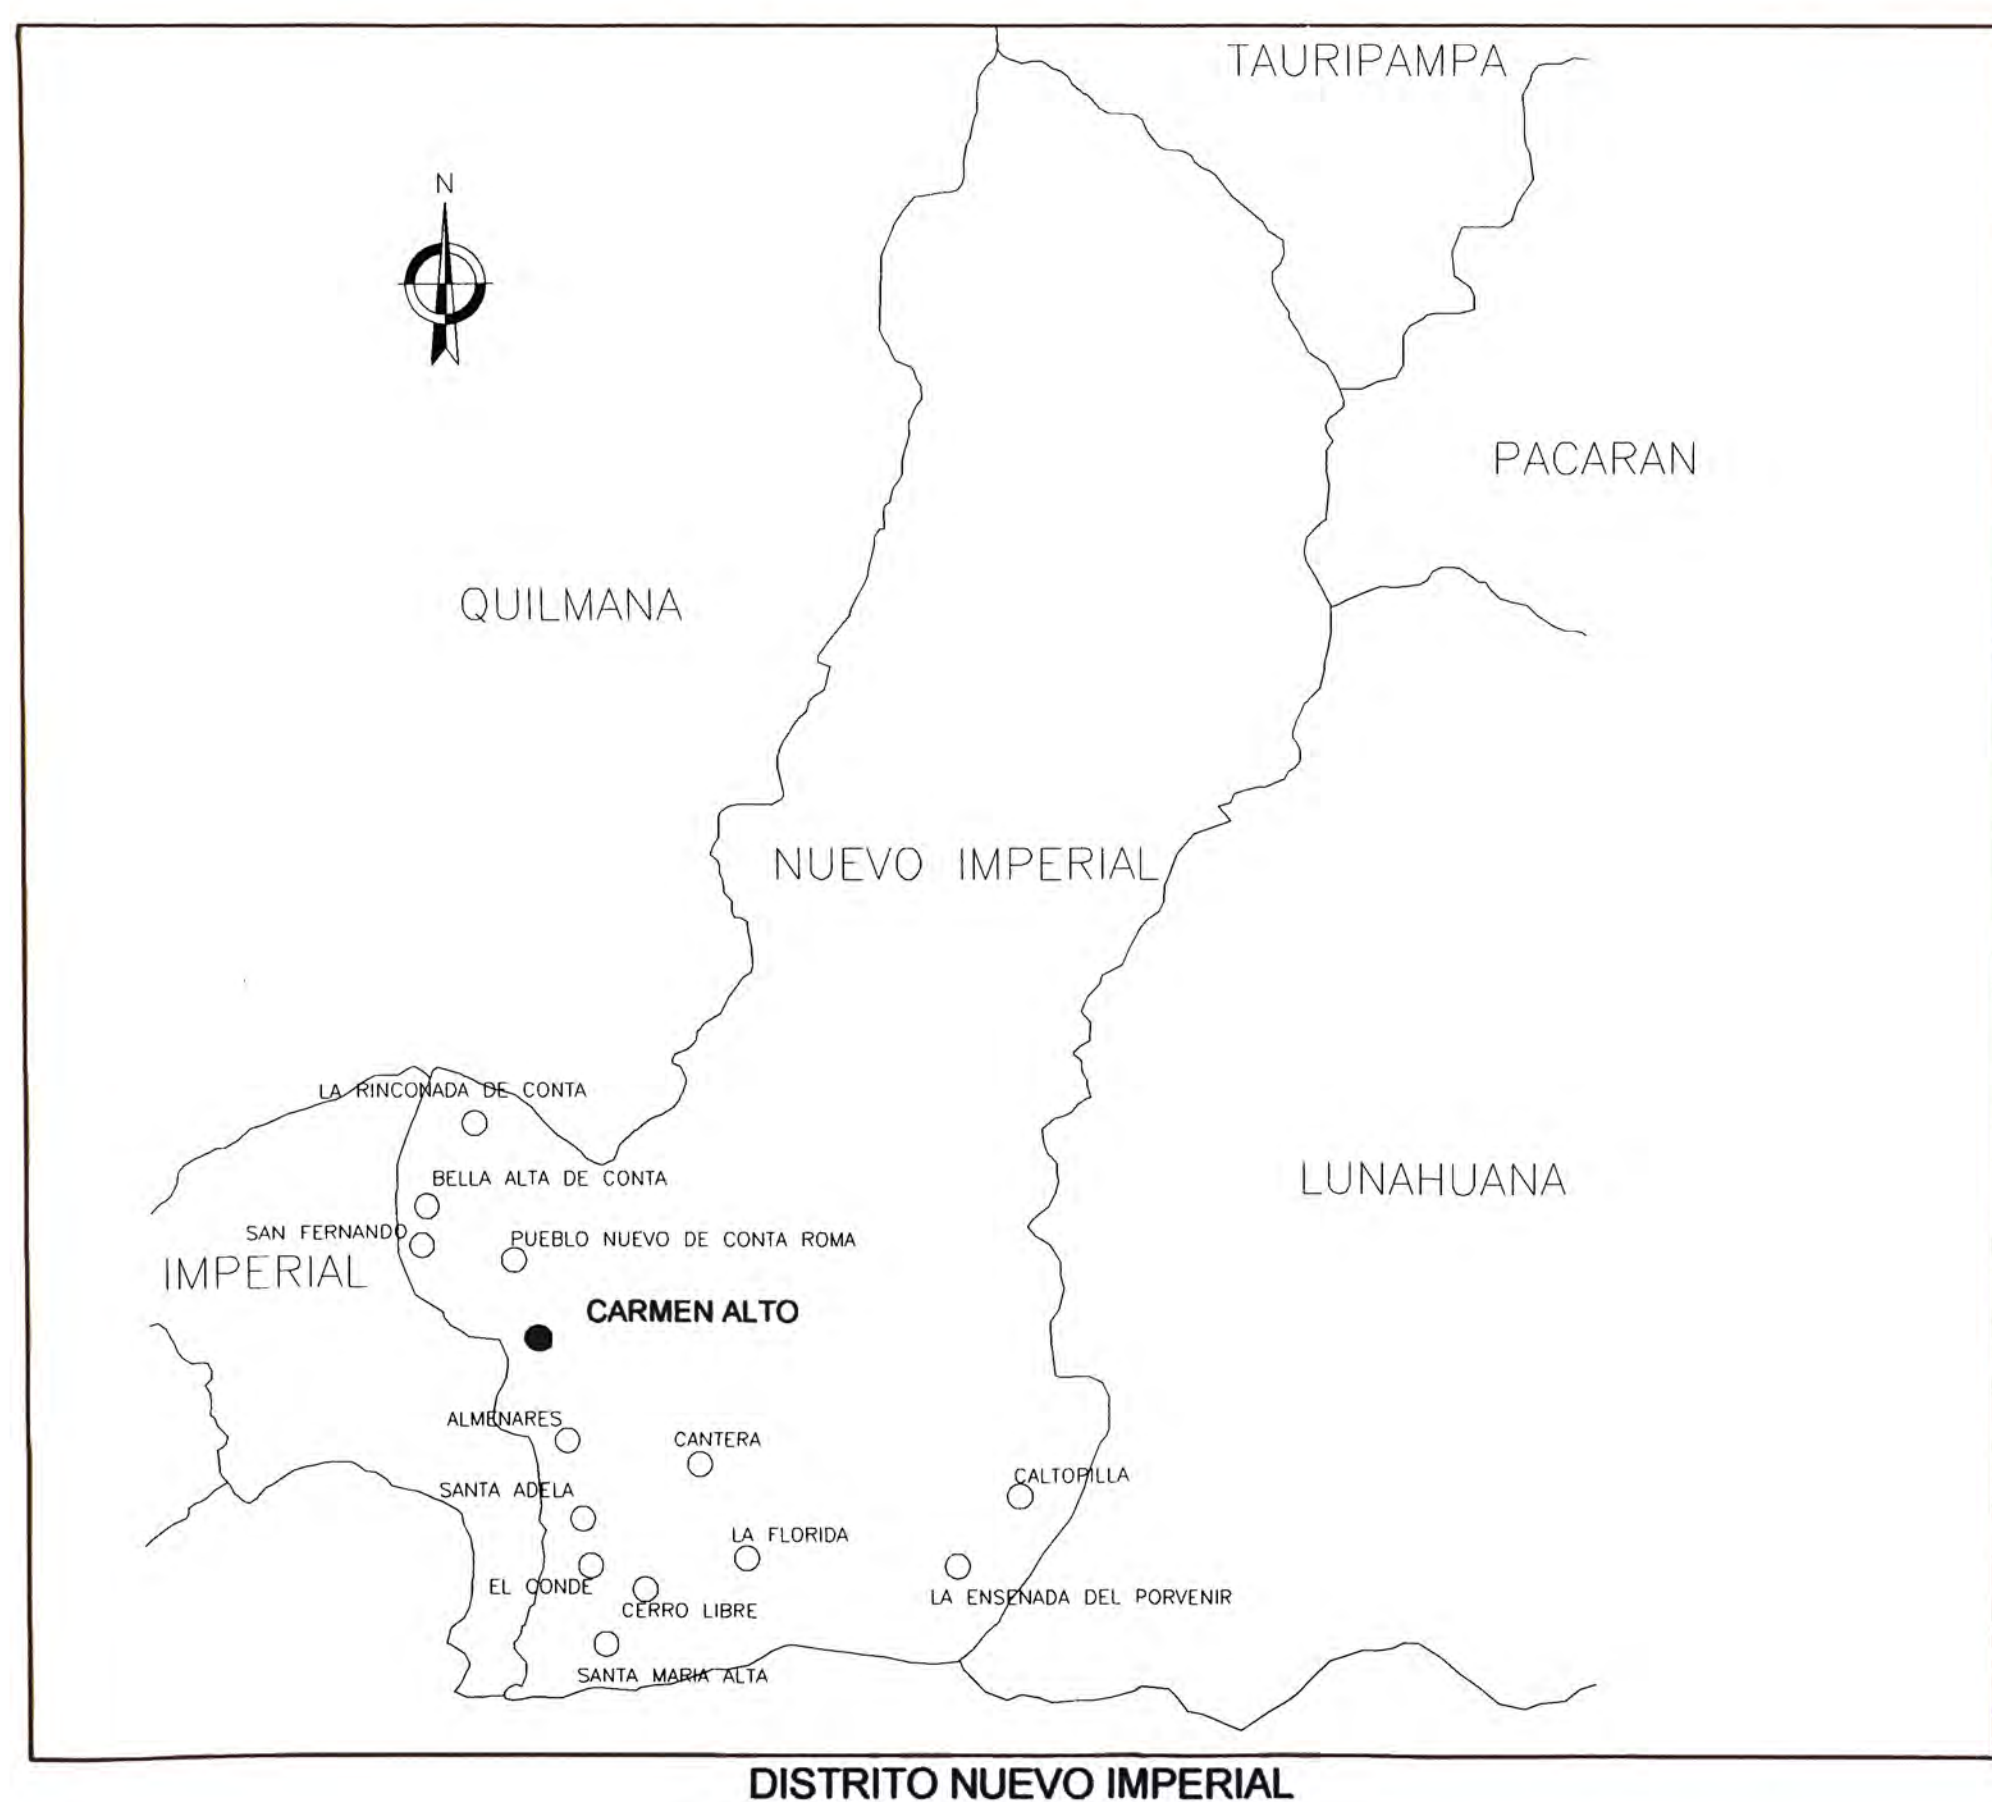 TAURIPAMPA
N
PACARAN
QUILMANA
NUEVO IMPERIAL
LA RINCONADA DE CONTA
BELLA ALTA DE CONTA
LUNAHUANA
SAN FERNANDO
PUEBLO NUEVO DE CONTA ROMA
IMPERIAL
CARMEN ALTO
ALMENARES
CANTERA
CALTOPILLA
SANTA ADELA
LA FLORIDA
EL CONDE
LA ENSENADA DEL PORVENIR
CERRO LIBRE
SANTA MARIA ALTA
DISTRITO NUEVO IMPERIAL